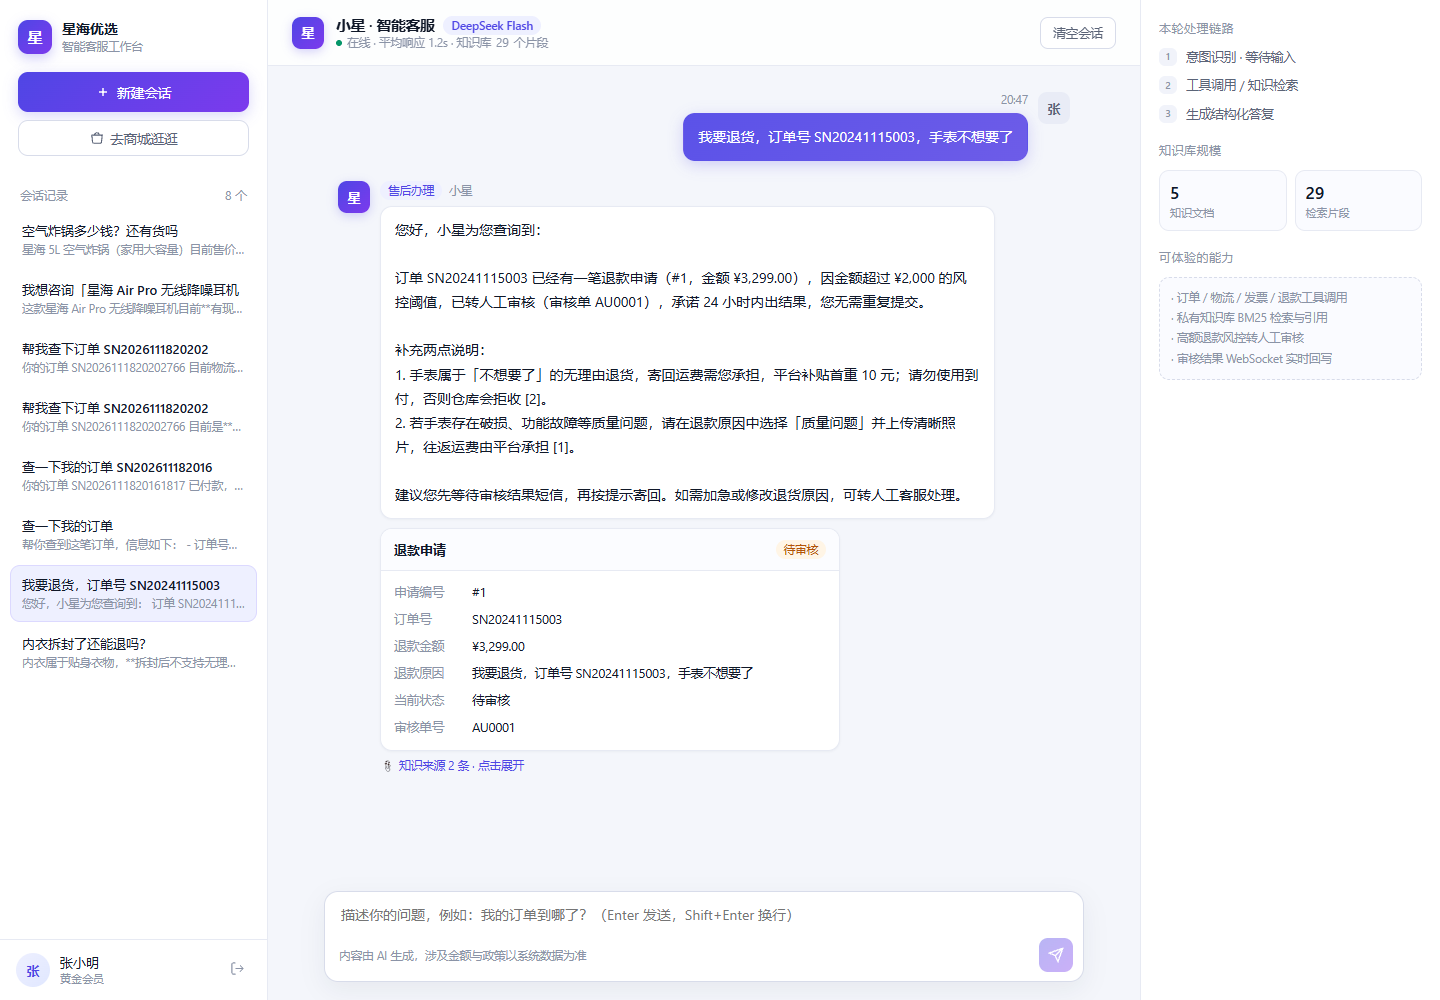 星
星海优选
智能客服工作台
+ 新建会话
去商城逛逛
会话记录
8 个
空气炸锅多少钱？还有货吗
星海 5L 空气炸锅（家用大容量）目前售价...
我想咨询「星海 Air Pro 无线降噪耳机
这款星海 Air Pro 无线降噪耳机目前**有现...
帮我查下订单 SN2026111820202
你的订单 SN2026111820202766 目前物流...
帮我查下订单 SN2026111820202
你的订单 SN2026111820202766 目前是**...
查一下我的订单 SN202611182016
你的订单 SN2026111820161817 已付款，...
查一下我的订单
帮你查到这笔订单，信息如下： - 订单号...
我要退货，订单号 SN20241115003
您好，小星为您查询到： 订单 SN2024111...
内衣拆封了还能退吗？
内衣属于贴身衣物，**拆封后不支持无理...
张
张小明
黄金会员
星
小星 · 智能客服
DeepSeek Flash
在线 · 平均响应 1.2s · 知识库 29 个片段
清空会话
20:47
张
我要退货，订单号 SN20241115003，手表不想要了
星
售后办理
小星
您好，小星为您查询到：
订单 SN20241115003 已经有一笔退款申请（#1，金额 ¥3,299.00），因金额超过 ¥2,000 的风
控阈值，已转人工审核（审核单 AU0001），承诺 24 小时内出结果，您无需重复提交。
补充两点说明：
1. 手表属于「不想要了」的无理由退货，寄回运费需您承担，平台补贴首重 10 元；请勿使用到
付，否则仓库会拒收 [2]。
2. 若手表存在破损、功能故障等质量问题，请在退款原因中选择「质量问题」并上传清晰照
片，往返运费由平台承担 [1]。
建议您先等待审核结果短信，再按提示寄回。如需加急或修改退货原因，可转人工客服处理。
退款申请
待审核
申请编号 #1
订单号 SN20241115003
退款金额 ¥3,299.00
退款原因 我要退货，订单号 SN20241115003，手表不想要了
当前状态 待审核
审核单号 AU0001
知识来源 2 条 · 点击展开
描述你的问题，例如：我的订单到哪了？（Enter 发送，Shift+Enter 换行）
内容由 AI 生成，涉及金额与政策以系统数据为准
本轮处理链路
1 意图识别 · 等待输入
2 工具调用 / 知识检索
3 生成结构化答复
知识库规模
5
知识文档
29
检索片段
可体验的能力
· 订单 / 物流 / 发票 / 退款工具调用
· 私有知识库 BM25 检索与引用
· 高额退款风控转人工审核
· 审核结果 WebSocket 实时回写